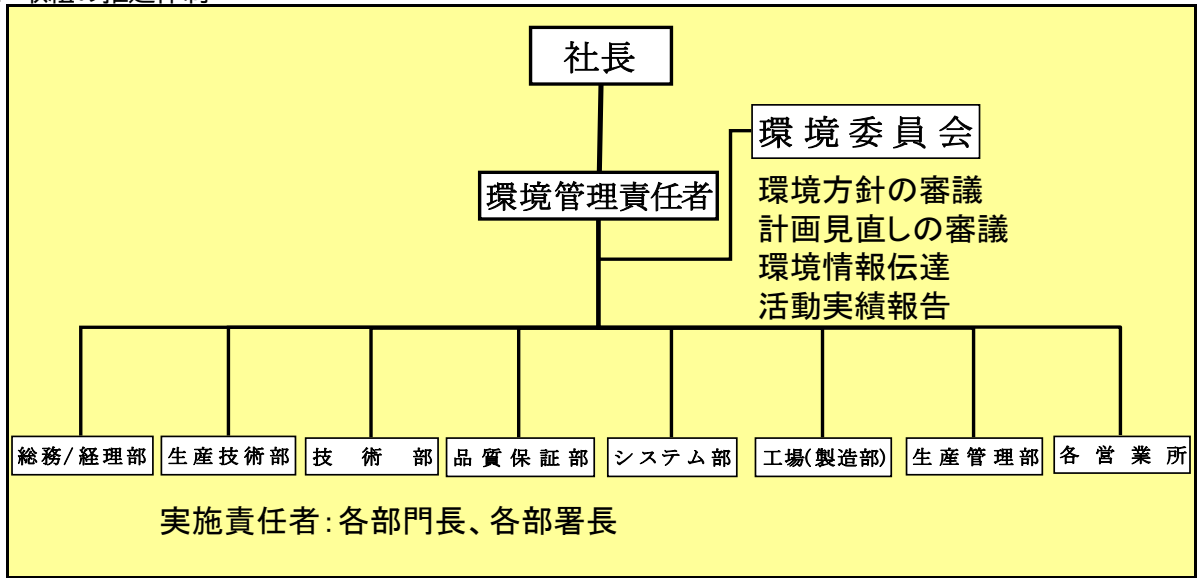 社長
環境委員会
環境管理責任者
環境方針の審議
計画見直しの審議
環境情報伝達
活動実績報告
総務/経理部
生産技術部
技術部
品質保証部
システム部
工場(製造部)
生産管理部
各営業所
実施責任者:各部門長、各部署長